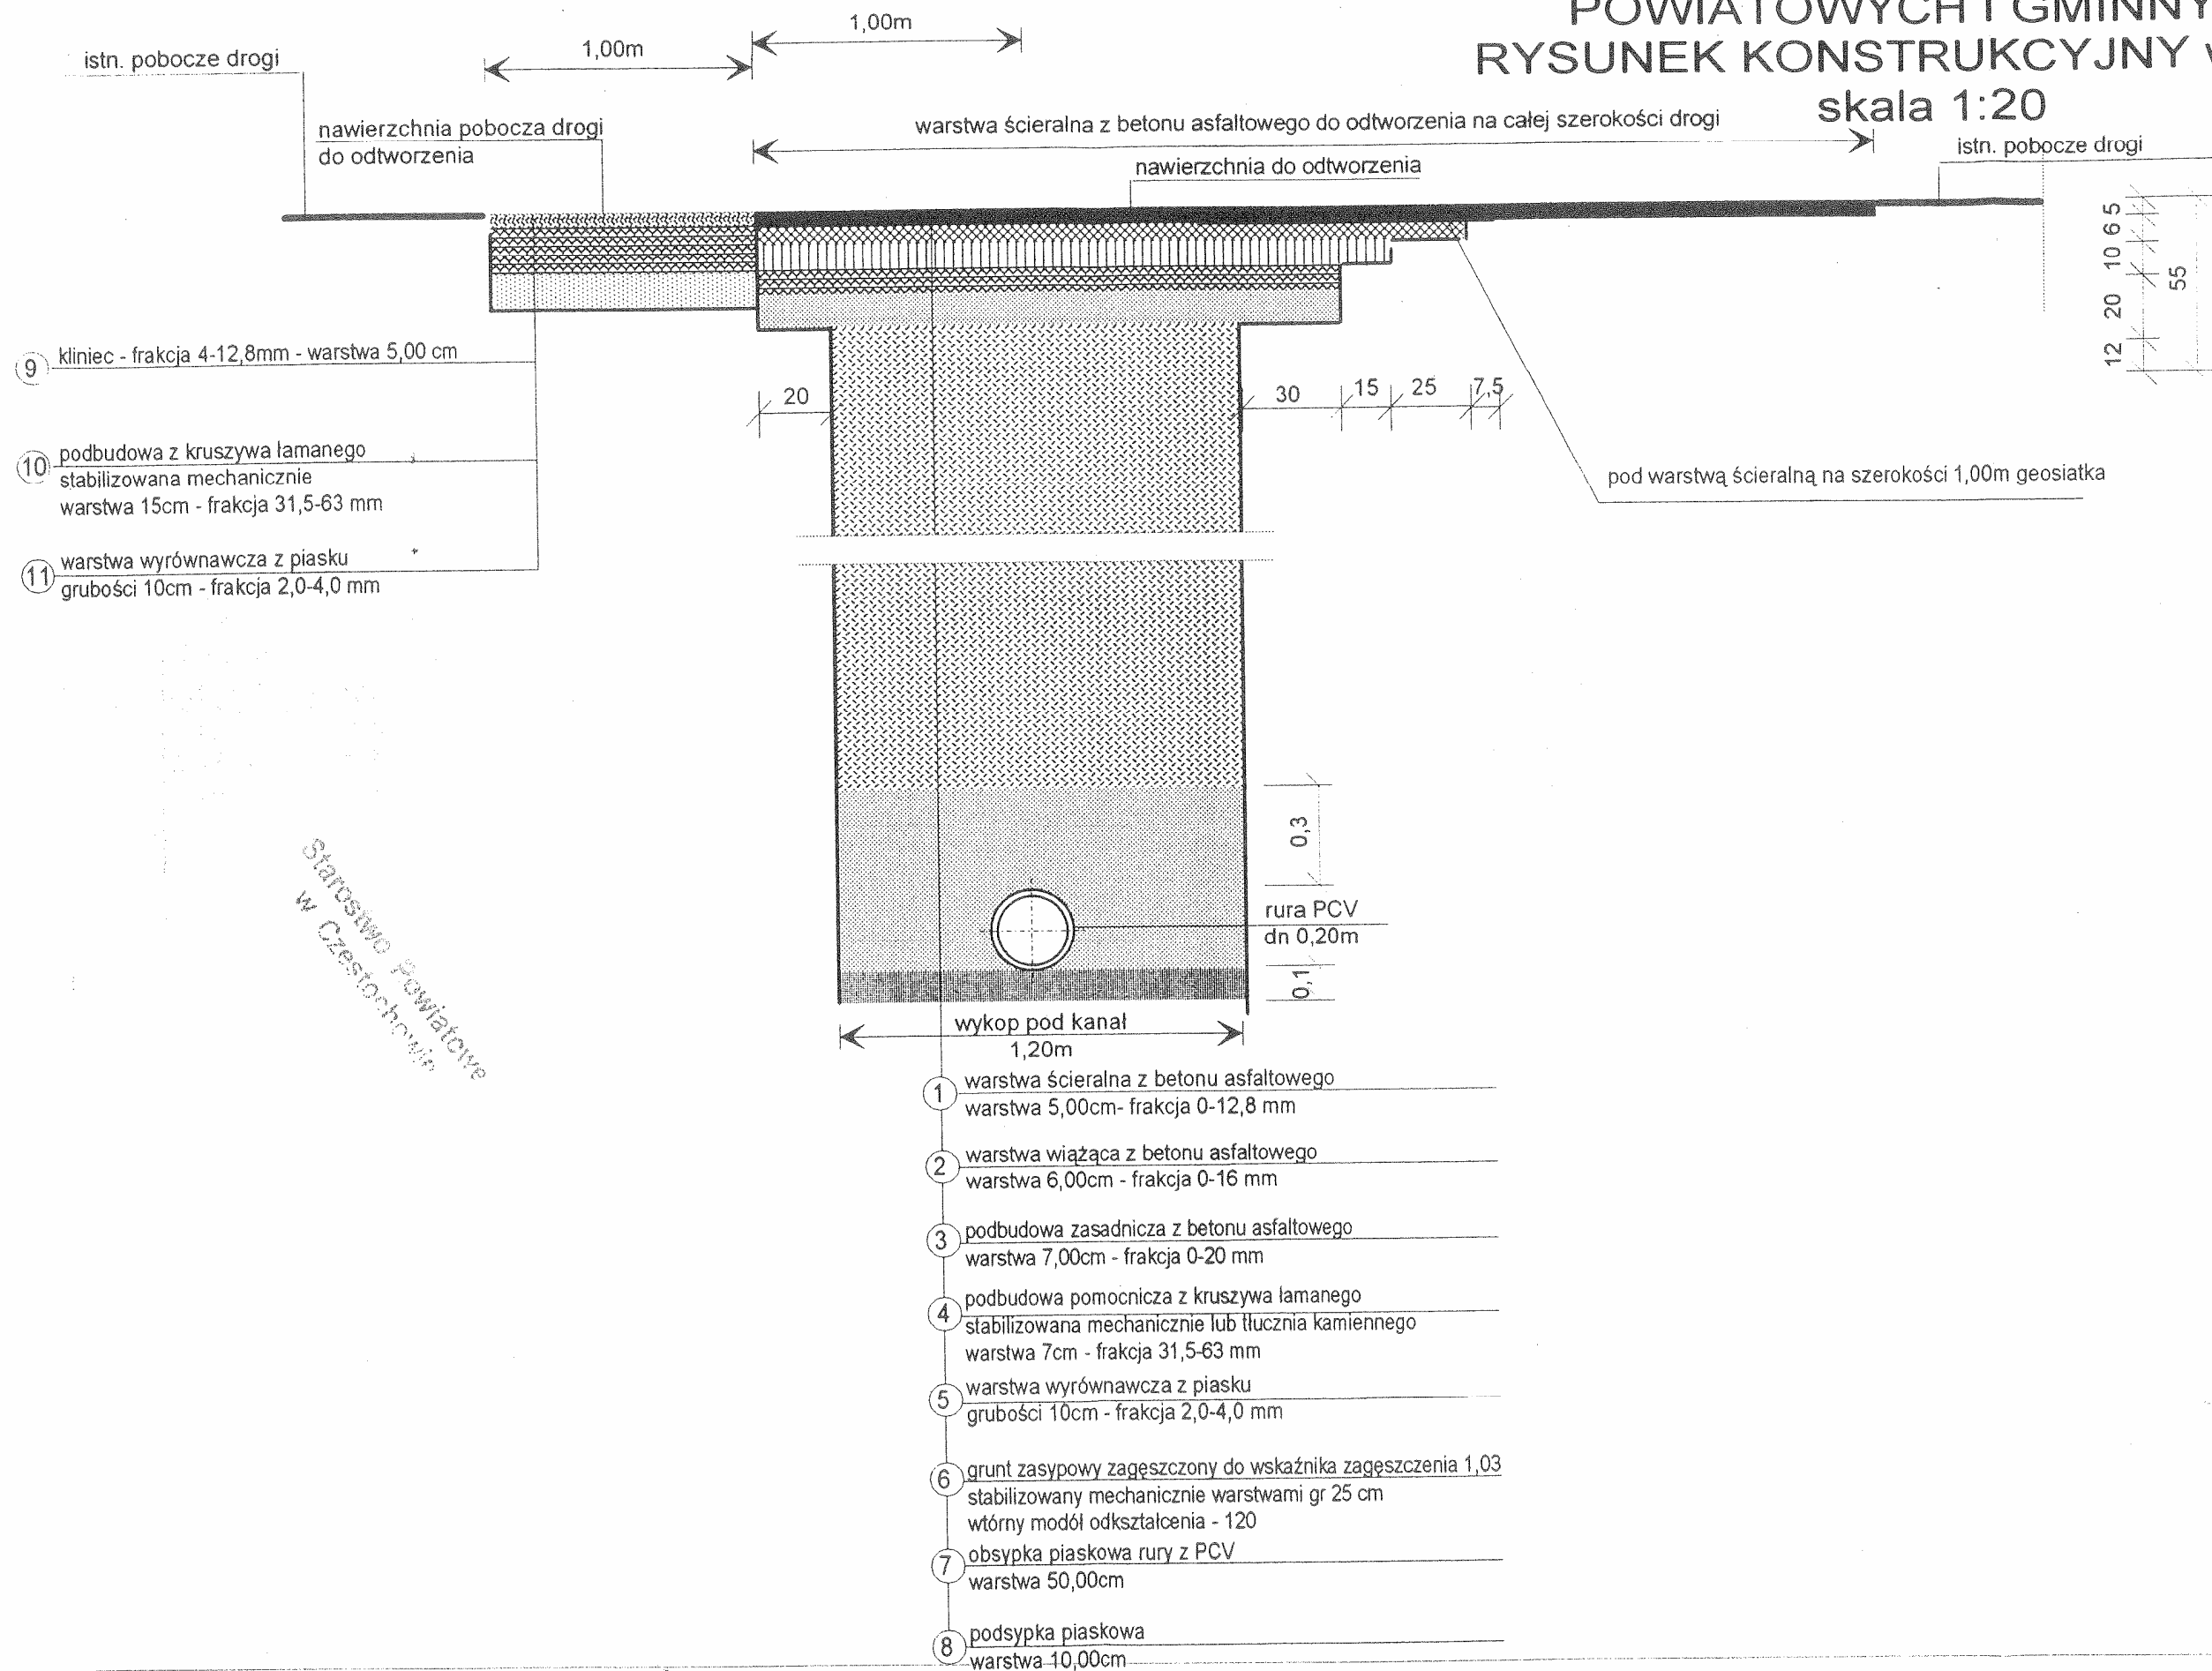 POWIATOWYCH I GMINNY
RYSUNEK KONSTRUKCYJNY
skala 1:20
1,00m
1,00m
istn. pobocze drogi
nawierzchnia pobocza drogi
do odtworzenia
warstwa ścieralna z betonu asfaltowego do odtworzenia na całej szerokości drogi
nawierzchnia do odtworzenia
istn. pobocze drogi
5
6
10
20
12
55
9 kliniec - frakcja 4-12,8mm - warstwa 5,00 cm
10 podbudowa z kruszywa łamanego
stabilizowana mechanicznie
warstwa 15cm - frakcja 31,5-63 mm
11 warstwa wyrównawcza z piasku
grubości 10cm - frakcja 2,0-4,0 mm
20
30
15
25
7,5
pod warstwą ścieralną na szerokości 1,00m geosiatka
0,3
rura PCV
dn 0,20m
0,1
Starostwo Powiatowe
w Czestochowie
wykop pod kanał
1,20m
1 warstwa ścieralna z betonu asfaltowego
warstwa 5,00cm- frakcja 0-12,8 mm
2 warstwa wiążąca z betonu asfaltowego
warstwa 6,00cm - frakcja 0-16 mm
3 podbudowa zasadnicza z betonu asfaltowego
warstwa 7,00cm - frakcja 0-20 mm
4 podbudowa pomocnicza z kruszywa łamanego
stabilizowana mechanicznie lub tłucznia kamiennego
warstwa 7cm - frakcja 31,5-63 mm
5 warstwa wyrównawcza z piasku
grubości 10cm - frakcja 2,0-4,0 mm
6 grunt zasypowy zagęszczony do wskaźnika zagęszczenia 1,03
stabilizowany mechanicznie warstwami gr 25 cm
wtórny modół odkształcenia - 120
7 obsypka piaskowa rury z PCV
warstwa 50,00cm
8 podsypka piaskowa
warstwa 10,00cm